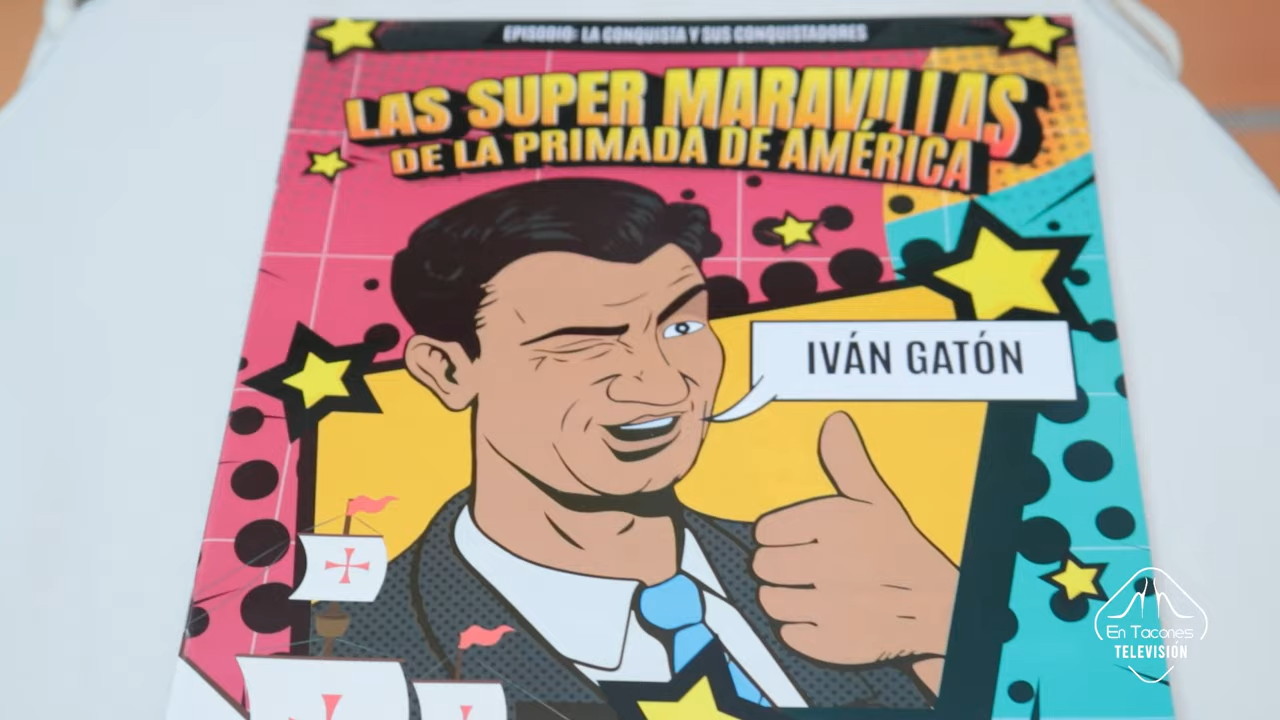 EPISODIO: LA CONQUISTA Y SUS CONQUISTADORES
LAS SUPER MARAVILLAS
DE LA PRIMADA DE AMÉRICA
IVÁN GATÓN
En Tacones
TELEVISIÓN